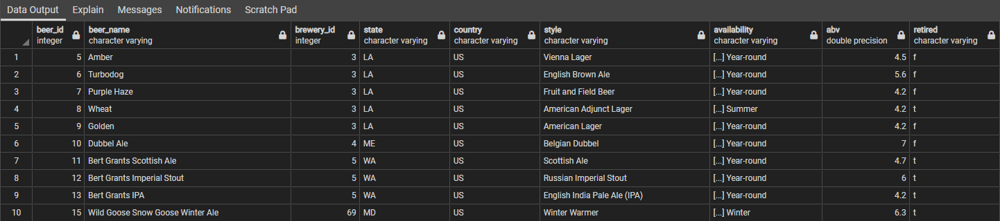 Data Output Explain Messages Notifications Scratch Pad
beer_id beer_name brewery_id state country style availability abv retired
integer character varying integer character varying character varying character varying character varying double precision character varying
1 5 Amber 3 LA US Vienna Lager [...] Year-round 4.5 f
2 6 Turbodog 3 LA US English Brown Ale [...] Year-round 5.6 f
3 7 Purple Haze 3 LA US Fruit and Field Beer [...] Year-round 4.2 f
4 8 Wheat 3 LA US American Adjunct Lager [...] Summer 4.2 t
5 9 Golden 3 LA US American Lager [...] Year-round 4.2 f
6 10 Dubbel Ale 4 ME US Belgian Dubbel [...] Year-round 7 f
7 11 Bert Grants Scottish Ale 5 WA US Scottish Ale [...] Year-round 4.7 t
8 12 Bert Grants Imperial Stout 5 WA US Russian Imperial Stout [...] Year-round 6 t
9 13 Bert Grants IPA 5 WA US English India Pale Ale (IPA) [...] Year-round 4.2 t
10 15 Wild Goose Snow Goose Winter Ale 69 MD US Winter Warmer [...] Winter 6.3 t